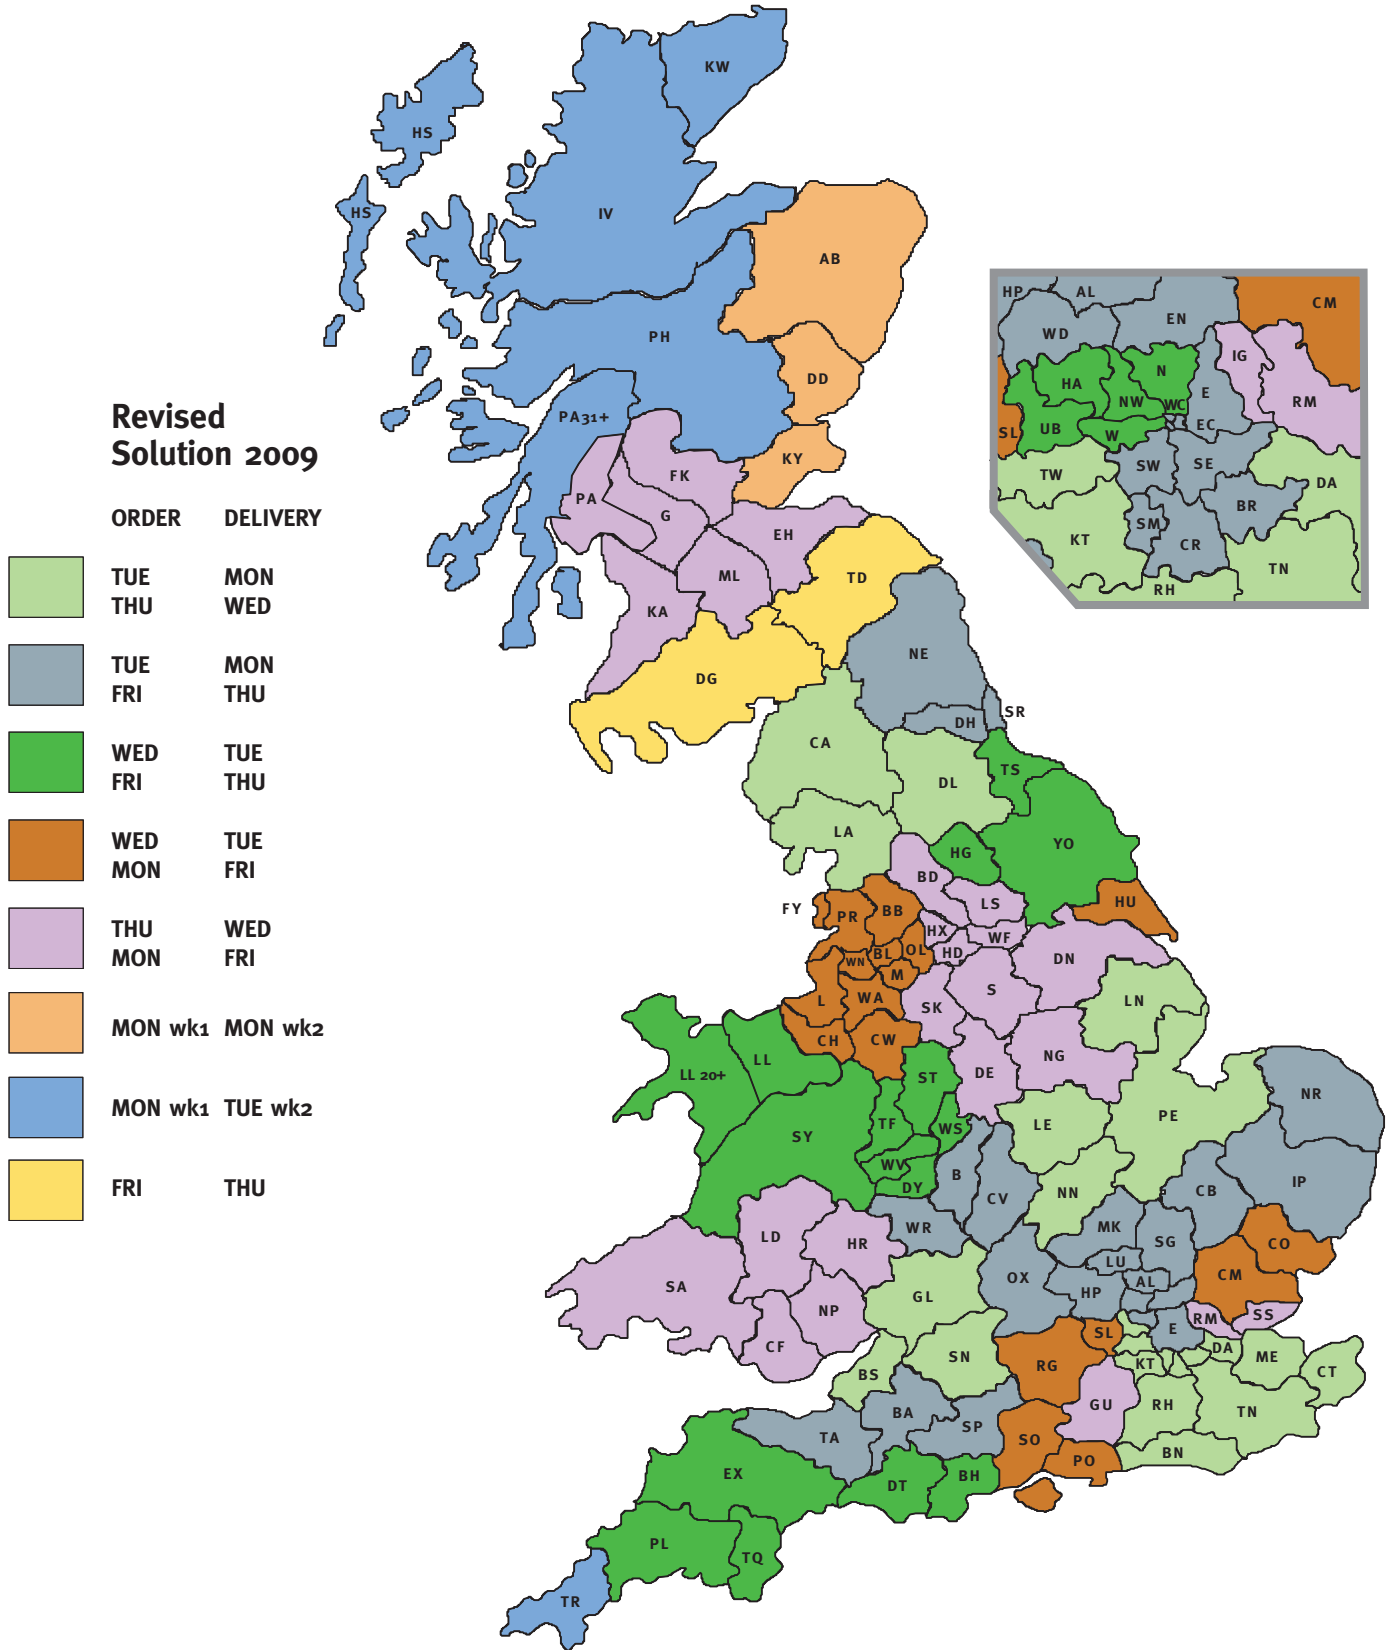 Revised
Solution 2009
ORDER DELIVERY
TUE MON
THU WED
TUE MON
FRI THU
WED TUE
FRI THU
WED TUE
MON FRI
THU WED
MON FRI
MON wk1 MON wk2
MON wk1 TUE wk2
FRI THU
KW
HS
HS
IV
AB
PH
DD
PA31+
KY
FK
PA
G
EH
ML
TD
KA
DG
NE
SR
DH
CA
TS
DL
LA
YO
HG
BD
LS
HU
FY
PR
BB
HX
WF
BL
OL
HD
WN
M
DN
L
WA
SK
S
LN
CH
CW
NG
LL
LL 20+
ST
DE
NR
PE
TF
WS
LE
SY
WV
B
DY
CV
NN
CB
IP
WR
MK
LD
HR
SG
CO
LU
OX
AL
CM
HP
SA
GL
NP
RM
SS
E
SL
CF
SN
DA
ME
KT
RG
BS
CT
GU
RH
BA
TN
SP
TA
SO
BN
PO
EX
BH
DT
PL
TQ
TR
HP
AL
CM
EN
WD
IG
N
HA
E
NW
WC
RM
SL
UB
W
EC
SW
SE
TW
DA
BR
SM
KT
CR
TN
RH